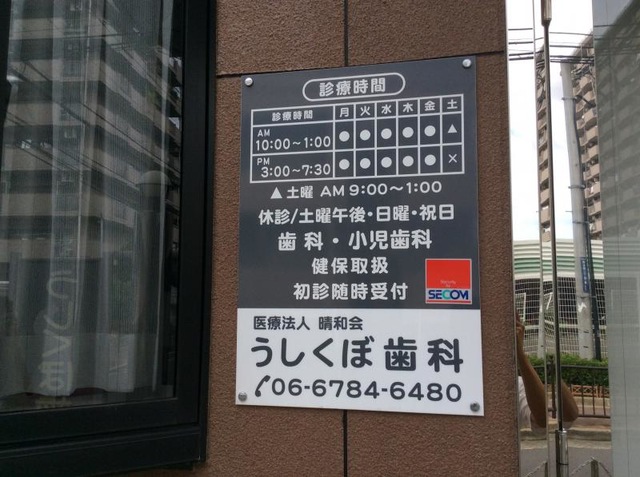 診療時間
診療時間 月 火 水 木 金 土
AM 10:00〜1:00 ● ● ● ● ● ▲
PM 3:00〜7:30 ● ● ● ● ● ×
▲土曜 AM 9:00〜1:00
休診/土曜午後・日曜・祝日
歯科・小児歯科
健保取扱
初診随時受付
SECOM
医療法人 晴和会
うしくぼ歯科
06-6784-6480